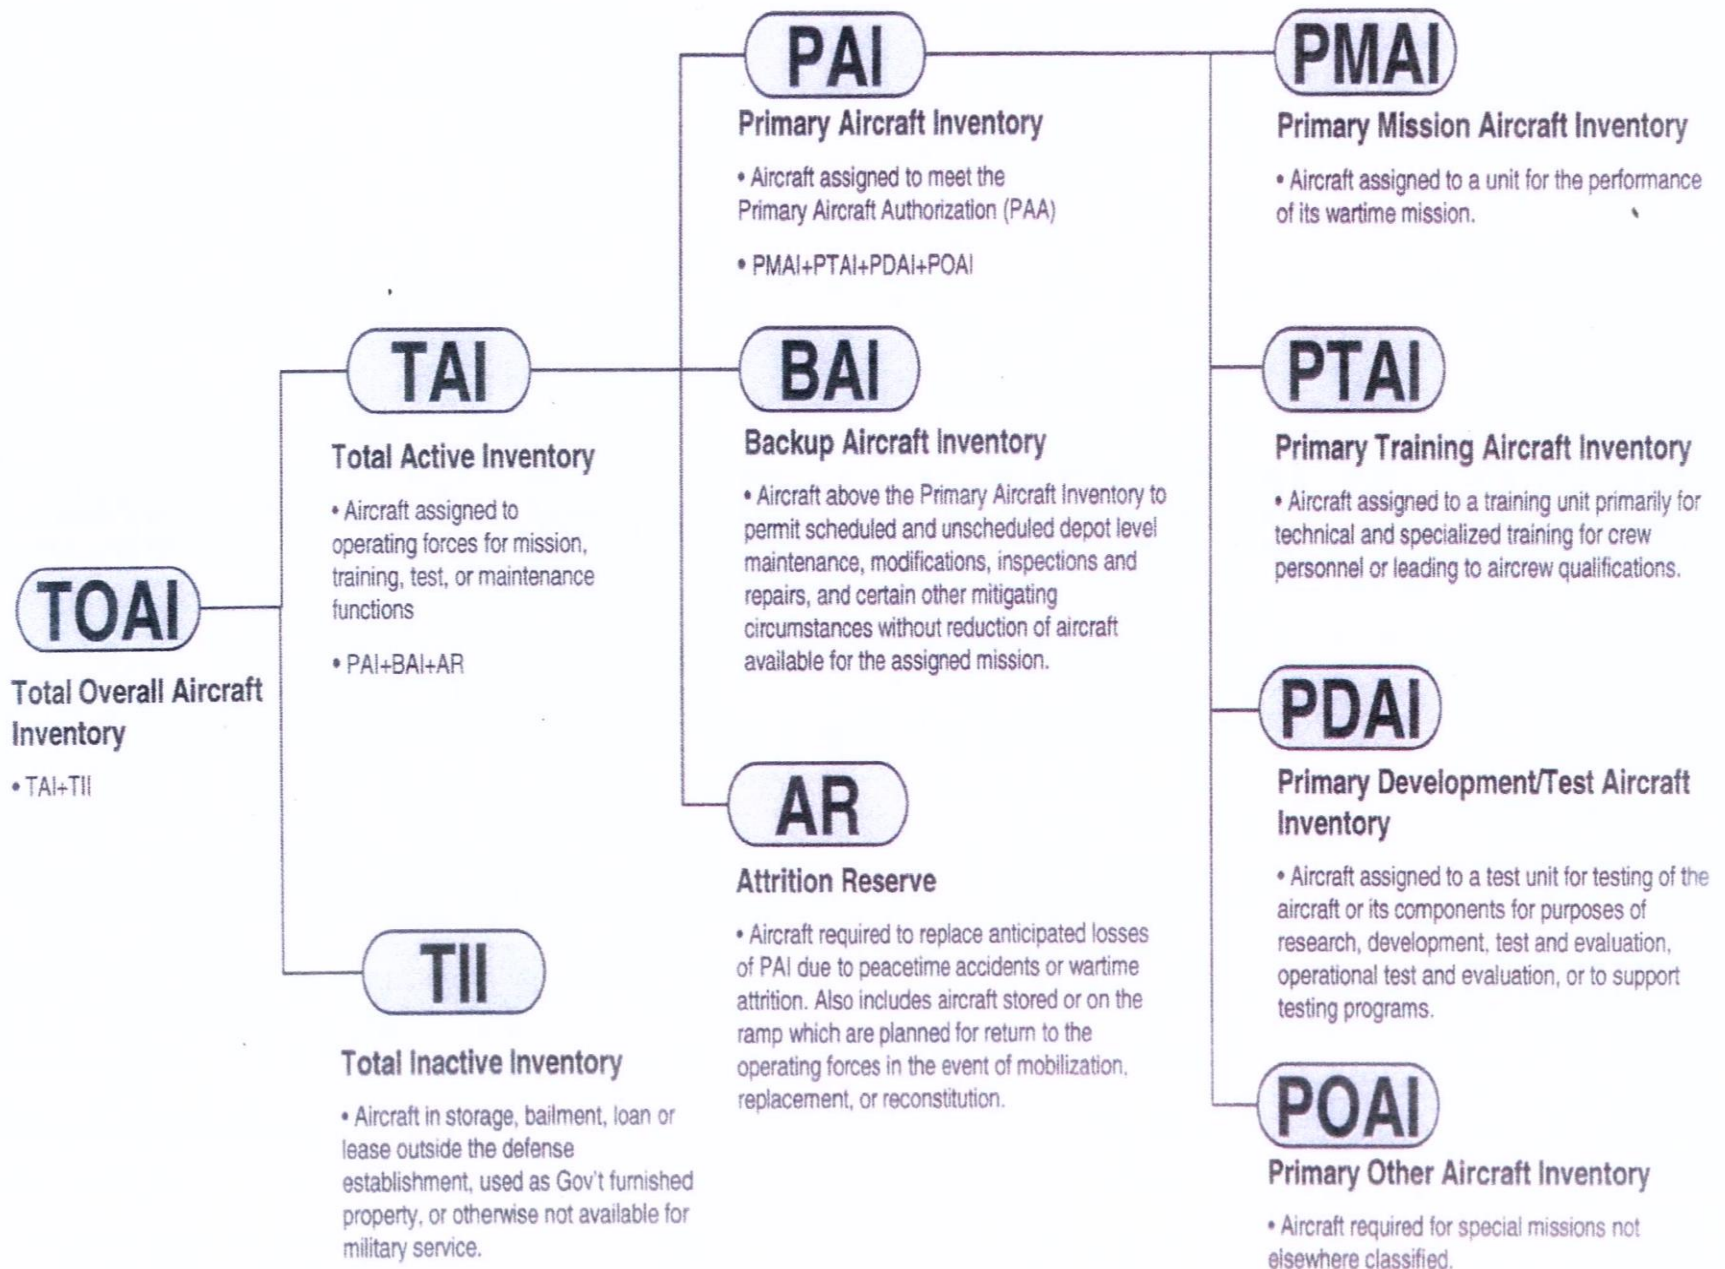 TOAI
Total Overall Aircraft
Inventory
• TAI+TII
TAI
Total Active Inventory
• Aircraft assigned to
operating forces for mission,
training, test, or maintenance
functions
• PAI+BAI+AR
TII
Total Inactive Inventory
• Aircraft in storage, bailment, loan or
lease outside the defense
establishment, used as Gov't furnished
property, or otherwise not available for
military service.
PAI
Primary Aircraft Inventory
• Aircraft assigned to meet the
Primary Aircraft Authorization (PAA)
• PMAI+PTAI+PDAI+POAI
BAI
Backup Aircraft Inventory
• Aircraft above the Primary Aircraft Inventory to
permit scheduled and unscheduled depot level
maintenance, modifications, inspections and
repairs, and certain other mitigating
circumstances without reduction of aircraft
available for the assigned mission.
AR
Attrition Reserve
• Aircraft required to replace anticipated losses
of PAI due to peacetime accidents or wartime
attrition. Also includes aircraft stored or on the
ramp which are planned for return to the
operating forces in the event of mobilization,
replacement, or reconstitution.
PMAI
Primary Mission Aircraft Inventory
• Aircraft assigned to a unit for the performance
of its wartime mission.
PTAI
Primary Training Aircraft Inventory
• Aircraft assigned to a training unit primarily for
technical and specialized training for crew
personnel or leading to aircrew qualifications.
PDAI
Primary Development/Test Aircraft
Inventory
• Aircraft assigned to a test unit for testing of the
aircraft or its components for purposes of
research, development, test and evaluation,
operational test and evaluation, or to support
testing programs.
POAI
Primary Other Aircraft Inventory
• Aircraft required for special missions not
elsewhere classified.